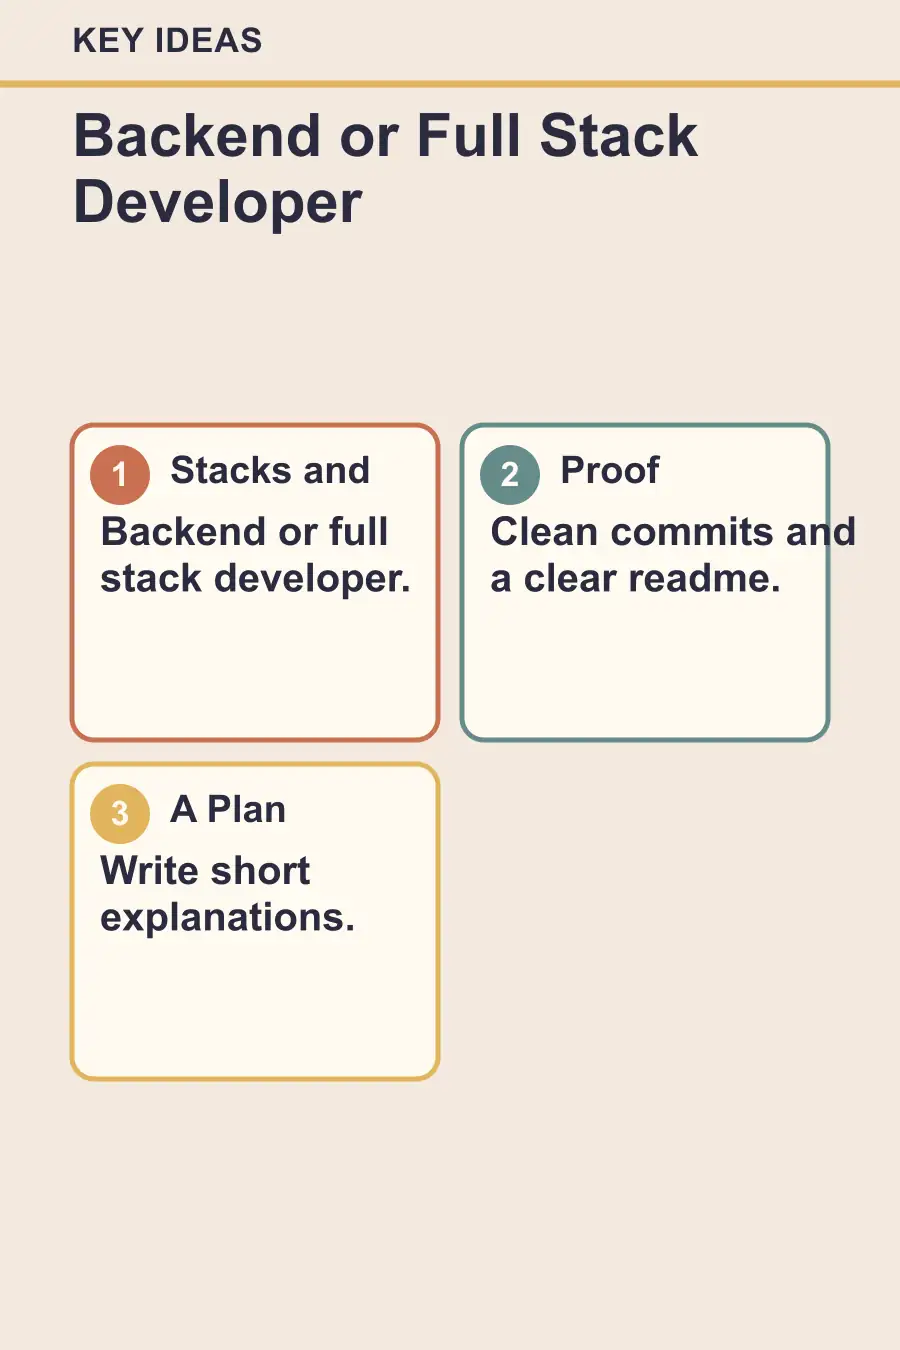 KEY IDEAS
Backend or Full Stack
Developer
1 Stacks and
Backend or full
stack developer.
2 Proof
Clean commits and
a clear readme.
3 A Plan
Write short
explanations.